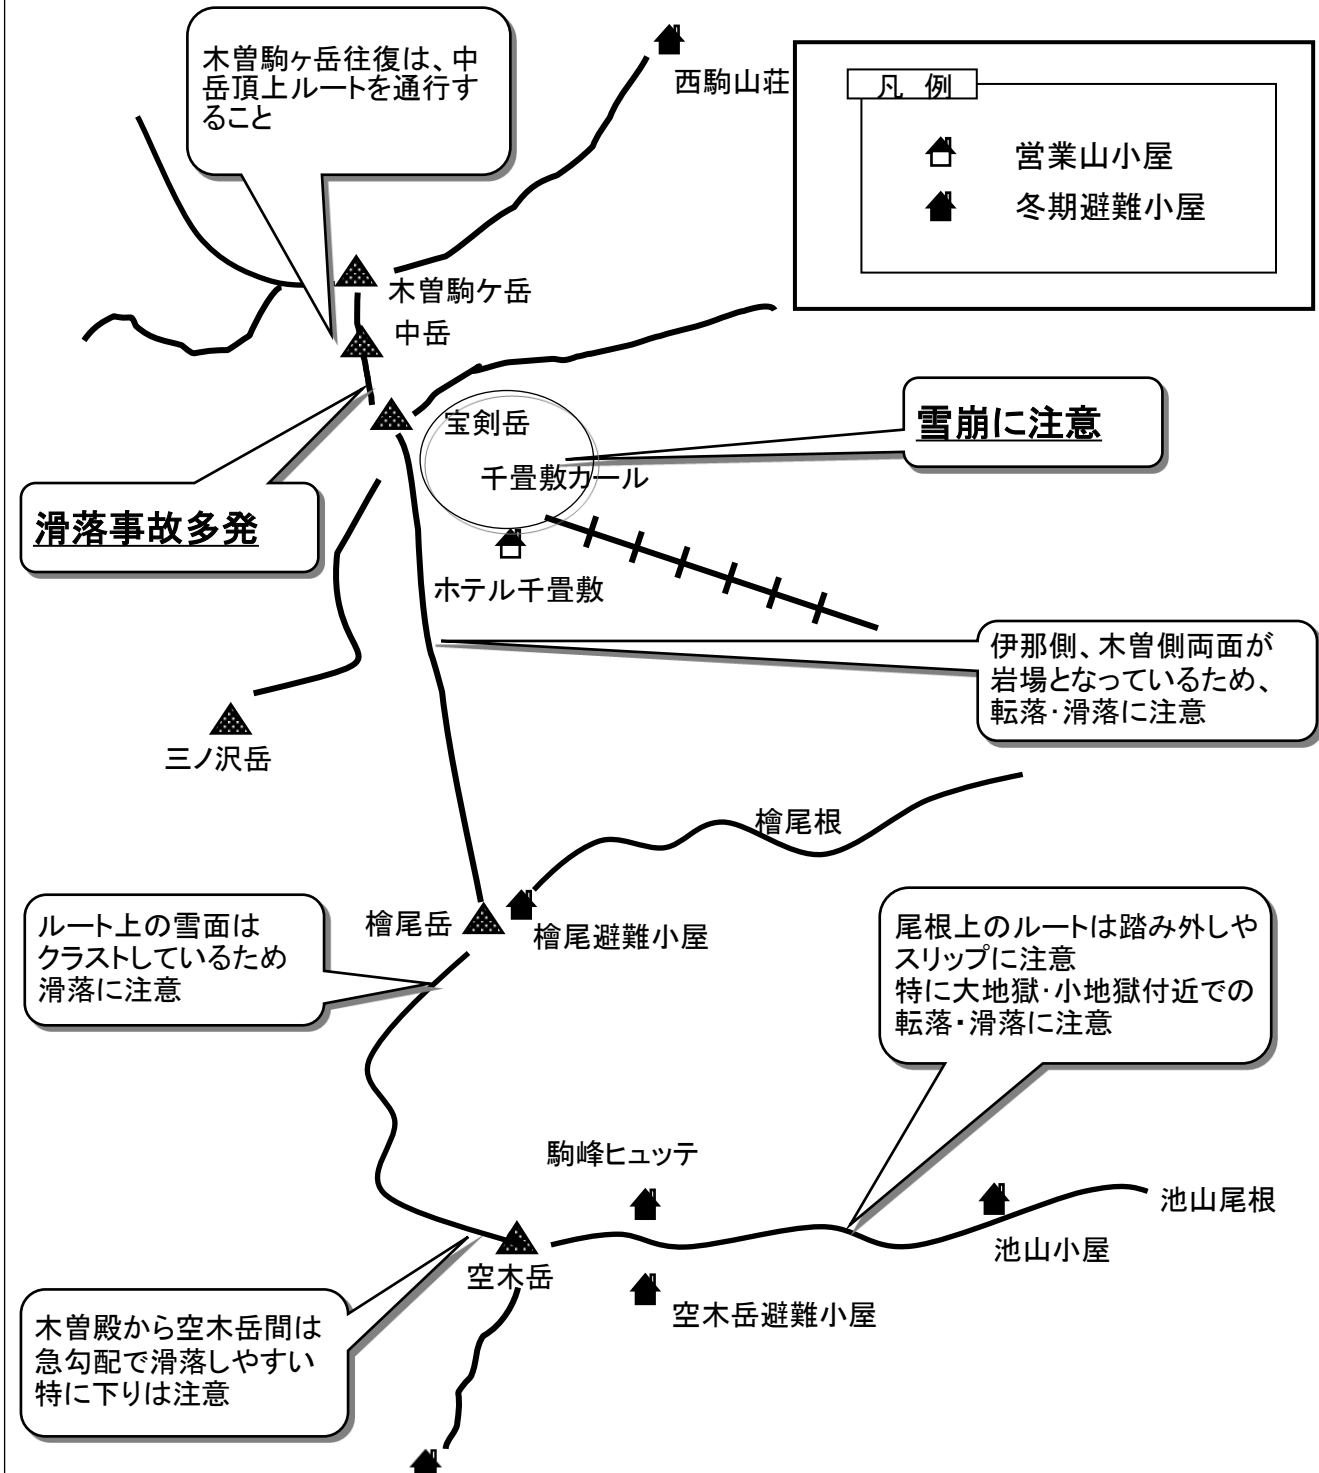 木曽駒ヶ岳往復は、中
岳頂上ルートを通行す
ること
西駒山荘
凡 例
営業山小屋
冬期避難小屋
木曽駒ケ岳
中岳
宝剣岳
千畳敷カール
雪崩に注意
滑落事故多発
ホテル千畳敷
伊那側、木曽側両面が
岩場となっているため、
転落・滑落に注意
三ノ沢岳
檜尾根
檜尾岳
檜尾避難小屋
ルート上の雪面は
クラストしているため
滑落に注意
尾根上のルートは踏み外しや
スリップに注意
特に大地獄・小地獄付近での
転落・滑落に注意
駒峰ヒュッテ
池山尾根
池山小屋
空木岳
空木岳避難小屋
木曽殿から空木岳間は
急勾配で滑落しやすい
特に下りは注意